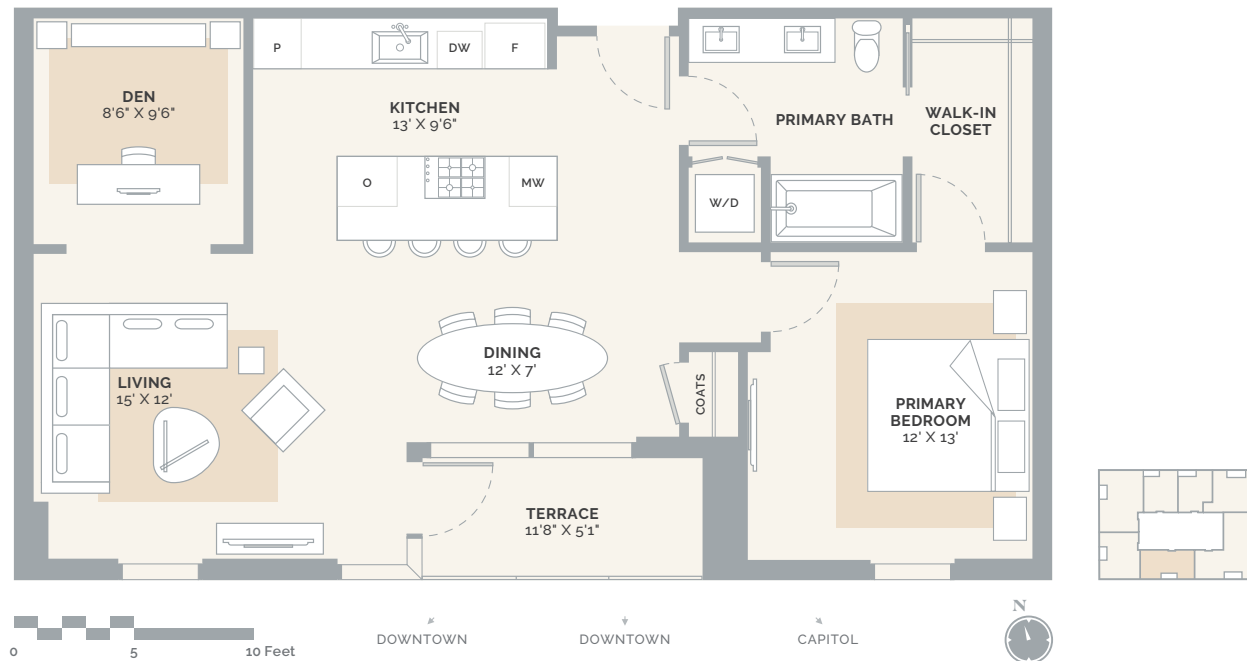 DEN
8'6" X 9'6"
P
DW
F
KITCHEN
13' X 9'6"
O
MW
PRIMARY BATH
WALK-IN
CLOSET
W/D
LIVING
15' X 12'
DINING
12' X 7'
COATS
PRIMARY
BEDROOM
12' X 13'
TERRACE
11'8" X 5'1"
0
5
10 Feet
DOWNTOWN
DOWNTOWN
CAPITOL
N